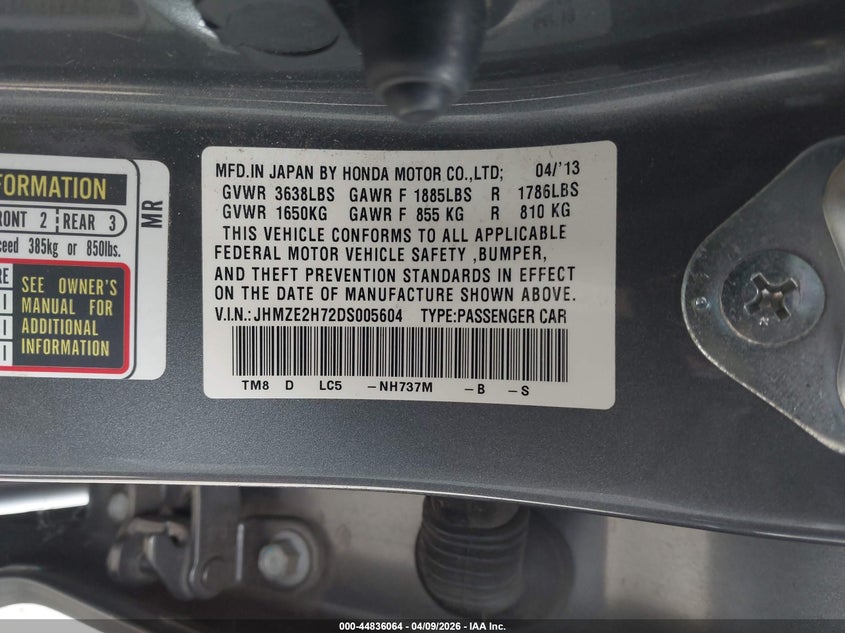 FORMATION
FRONT 2 REAR 3
ceed 385kg or 850lbs.
RE
SEE OWNER'S
MANUAL FOR
ADDITIONAL
INFORMATION
MR
MFD.IN JAPAN BY HONDA MOTOR CO.,LTD; 04/'13
GVWR 3638LBS GAWR F 1885LBS R 1786LBS
GVWR 1650KG GAWR F 855 KG R 810 KG
THIS VEHICLE CONFORMS TO ALL APPLICABLE
FEDERAL MOTOR VEHICLE SAFETY ,BUMPER,
AND THEFT PREVENTION STANDARDS IN EFFECT
ON THE DATE OF MANUFACTURE SHOWN ABOVE.
V.I.N.:JHMZE2H72DS005604 TYPE:PASSENGER CAR
TM8 D LC5 -NH737M -B -S
000-44836064 - 04/09/2026 - IAA Inc.